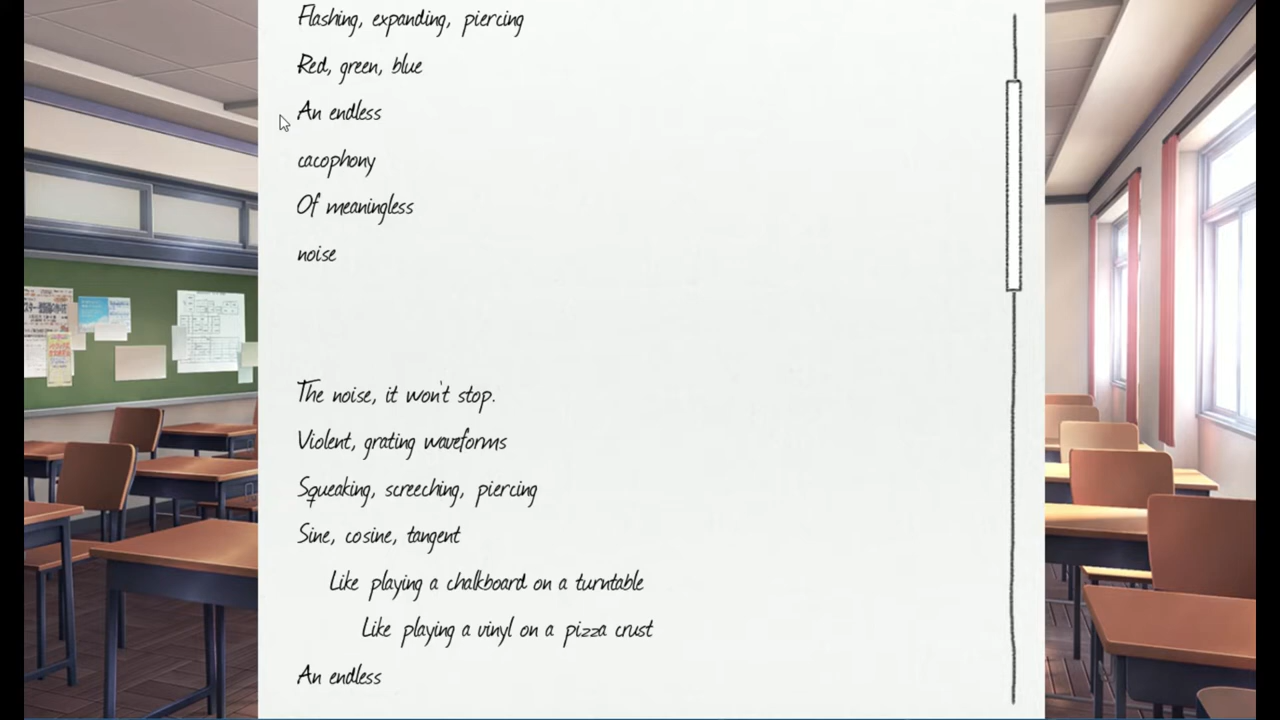 Flashing, expanding, piercing
Red, green, blue
An endless
cacophony
Of meaningless
noise
The noise, it won't stop.
Violent, grating waveforms
Squeaking, screeching, piercing
Sine, cosine, tangent
Like playing a chalkboard on a turntable
Like playing a vinyl on a pizza crust
An endless